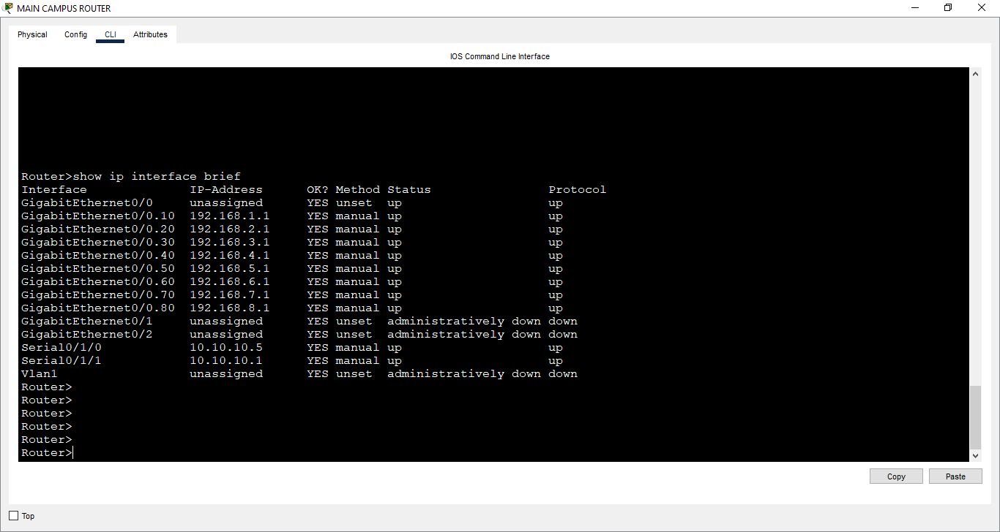 MAIN CAMPUS ROUTER
Physical Config CLI Attributes
IOS Command Line Interface
Router>show ip interface brief
Interface IP-Address OK? Method Status Protocol
GigabitEthernet0/0 unassigned YES unset up up
GigabitEthernet0/0.10 192.168.1.1 YES manual up up
GigabitEthernet0/0.20 192.168.2.1 YES manual up up
GigabitEthernet0/0.30 192.168.3.1 YES manual up up
GigabitEthernet0/0.40 192.168.4.1 YES manual up up
GigabitEthernet0/0.50 192.168.5.1 YES manual up up
GigabitEthernet0/0.60 192.168.6.1 YES manual up up
GigabitEthernet0/0.70 192.168.7.1 YES manual up up
GigabitEthernet0/0.80 192.168.8.1 YES manual up up
GigabitEthernet0/1 unassigned YES unset administratively down down
GigabitEthernet0/2 unassigned YES unset administratively down down
Serial0/1/0 10.10.10.5 YES manual up up
Serial0/1/1 10.10.10.1 YES manual up up
Vlan1 unassigned YES unset administratively down down
Router>
Router>
Router>
Router>
Router>
Router>
Copy Paste
Top